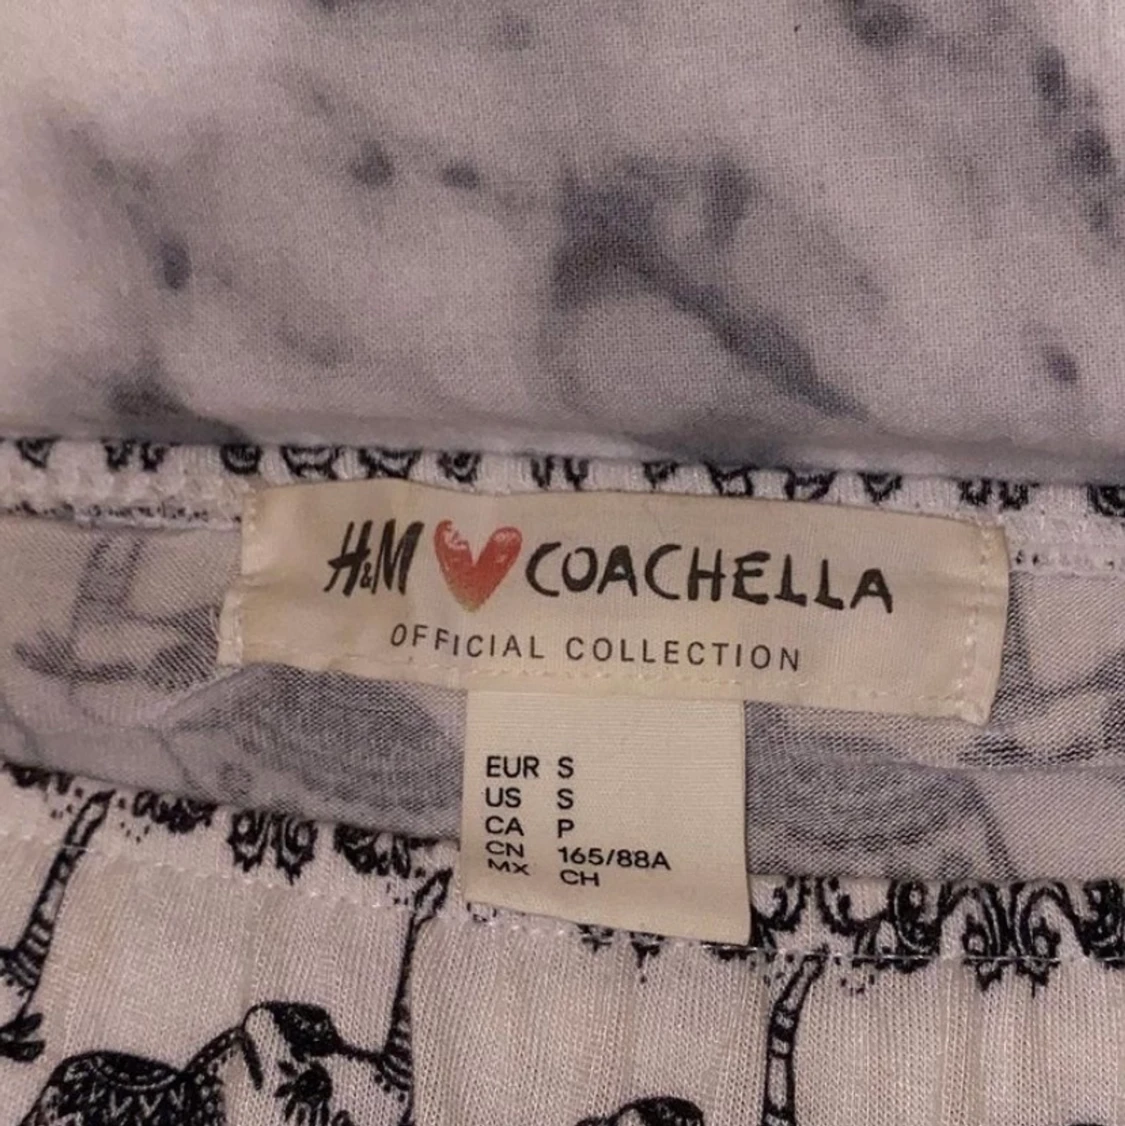 H&M COACHELLA
OFFICIAL COLLECTION
EUR S
US S
CA P
CN 165/88A
MX CH